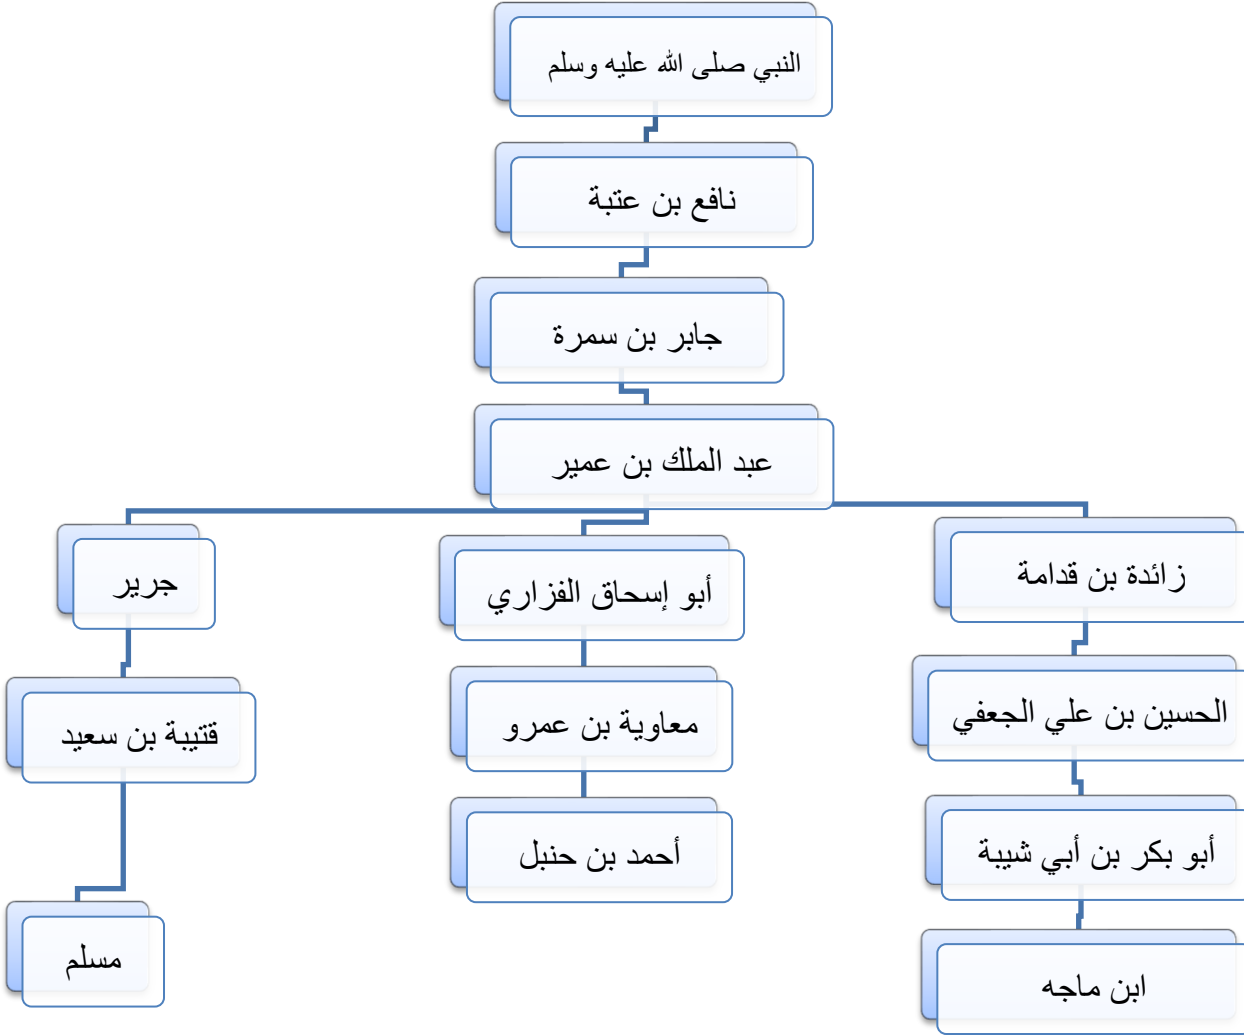 النبي صلى الله عليه وسلم
نافع بن عتبة
جابر بن سمرة
عبد الملك بن عمير
زائدة بن قدامة
أبو إسحاق الفزاري
جرير
الحسين بن علي الجعفي
معاوية بن عمرو
قتيبة بن سعيد
أبو بكر بن أبي شيبة
أحمد بن حنبل
ابن ماجه
مسلم